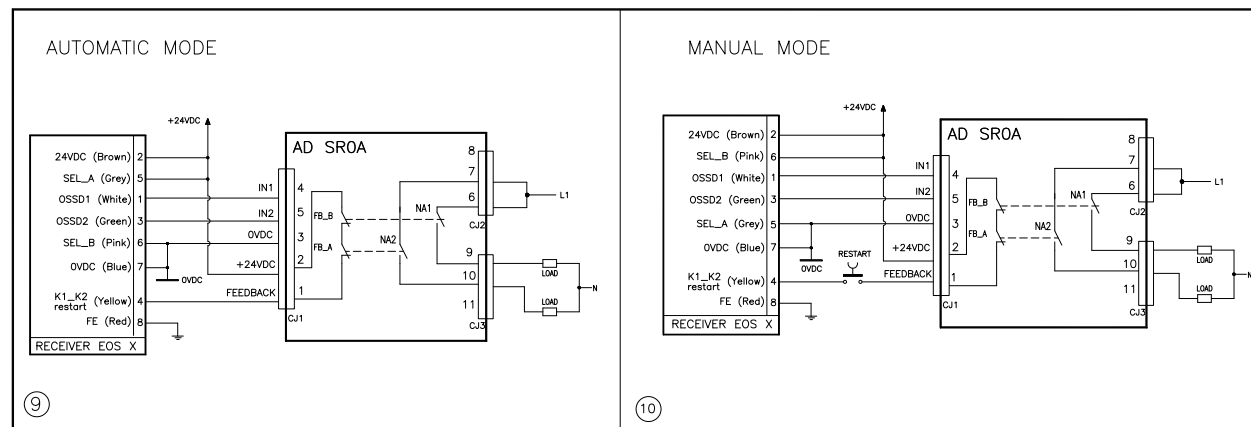 AUTOMATIC MODE
+24VDC
24VDC (Brown) 2
SEL_A (Grey) 5
OSSD1 (White) 1
OSSD2 (Green) 3
SEL_B (Pink) 6
0VDC (Blue) 7
K1_K2
restart (Yellow) 4
FE (Red) 8
RECEIVER EOS X
0VDC
IN1
IN2
0VDC
+24VDC
FEEDBACK
AD SR0A
4
5
3
2
1
CJ1
FB_B
FB_A
NA1
NA2
8
7
6
CJ2
9
10
11
CJ3
L1
LOAD
LOAD
N
9
MANUAL MODE
+24VDC
24VDC (Brown) 2
SEL_B (Pink) 6
OSSD1 (White) 1
OSSD2 (Green) 3
SEL_A (Grey) 5
0VDC (Blue) 7
K1_K2
restart (Yellow) 4
FE (Red) 8
RECEIVER EOS X
0VDC
RESTART
IN1
IN2
0VDC
+24VDC
FEEDBACK
AD SR0A
4
5
3
2
1
CJ1
FB_B
FB_A
NA1
NA2
8
7
6
CJ2
9
10
11
CJ3
L1
LOAD
LOAD
N
10